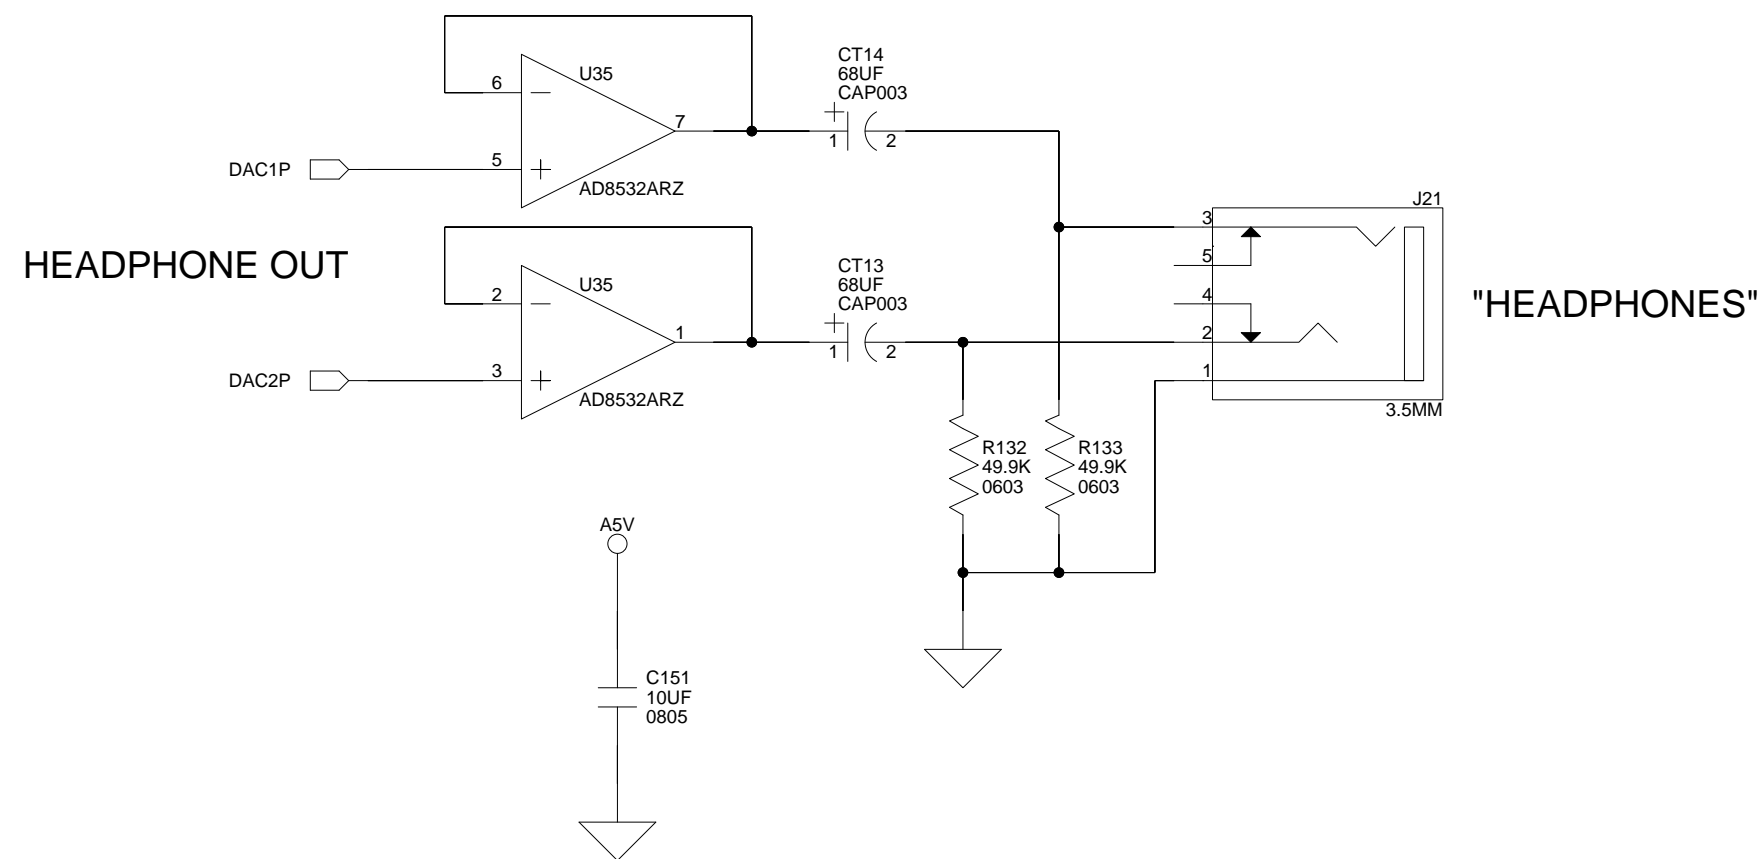 CT14
68UF
CAP003
U35
6
7
+
1
2
DAC1P
5
AD8532ARZ
J21
3
HEADPHONE OUT
CT13
68UF
CAP003
5
U35
2
4
"HEADPHONES"
+
1
1
2
2
DAC2P
3
1
AD8532ARZ
3.5MM
R132
49.9K
0603
R133
49.9K
0603
A5V
C151
10UF
0805